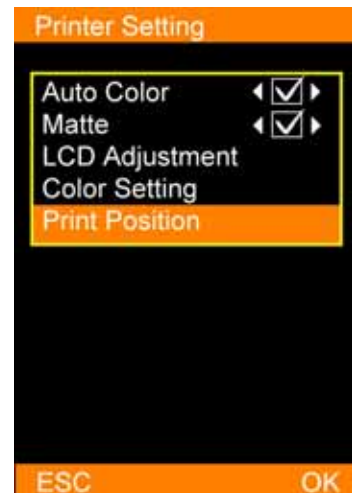 Printer Setting
Auto Color
Matte
LCD Adjustment
Color Setting
Print Position
ESC OK